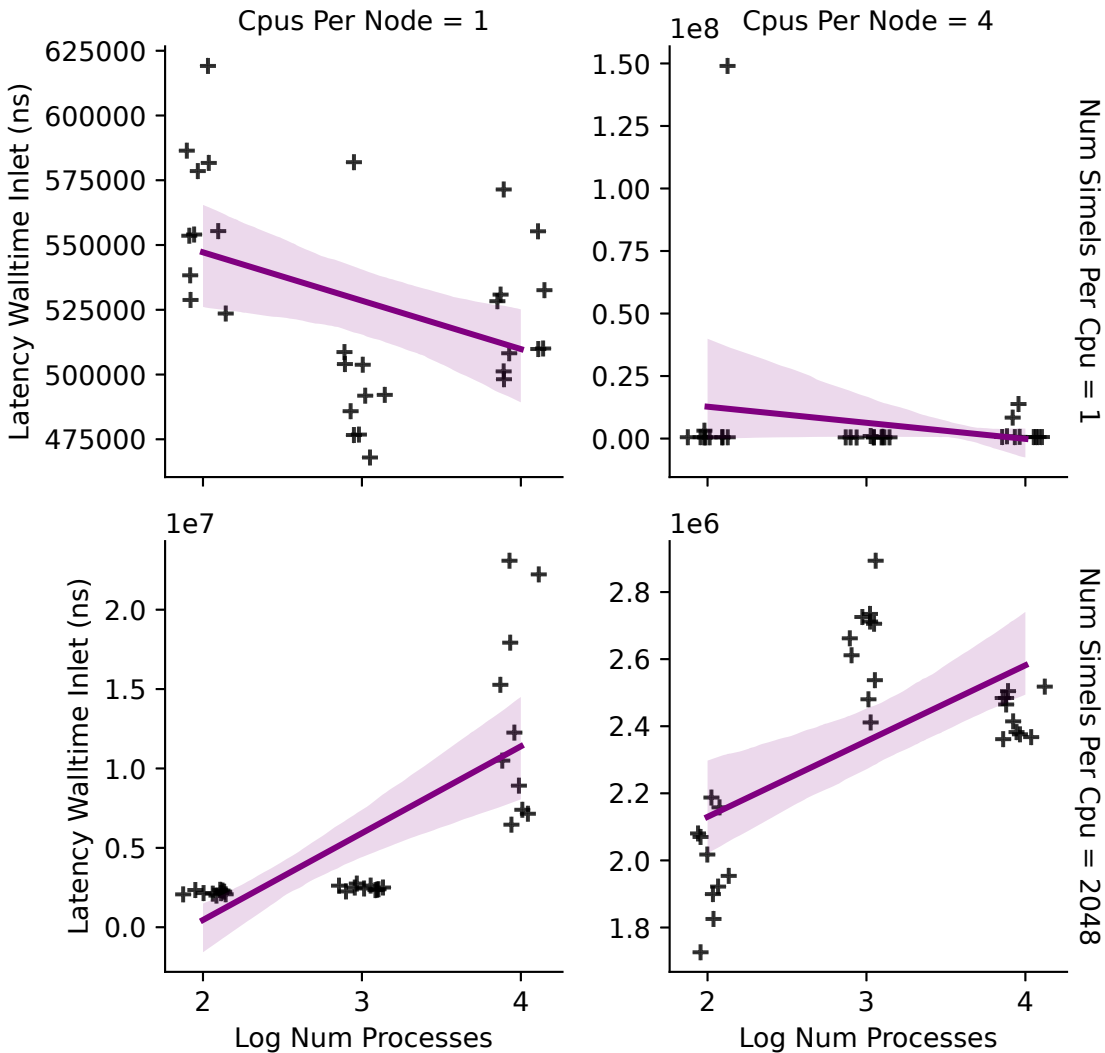 Cpus Per Node = 1
Latency Walltime Inlet (ns)
625000
600000
575000
550000
525000
500000
475000
1e8
Cpus Per Node = 4
1.50
1.25
1.00
0.75
0.50
0.25
0.00
Num Simels Per Cpu = 1
1e7
Latency Walltime Inlet (ns)
2.0
1.5
1.0
0.5
0.0
2 3 4
Log Num Processes
1e6
2.8
2.6
2.4
2.2
2.0
1.8
2 3 4
Log Num Processes
Num Simels Per Cpu = 2048